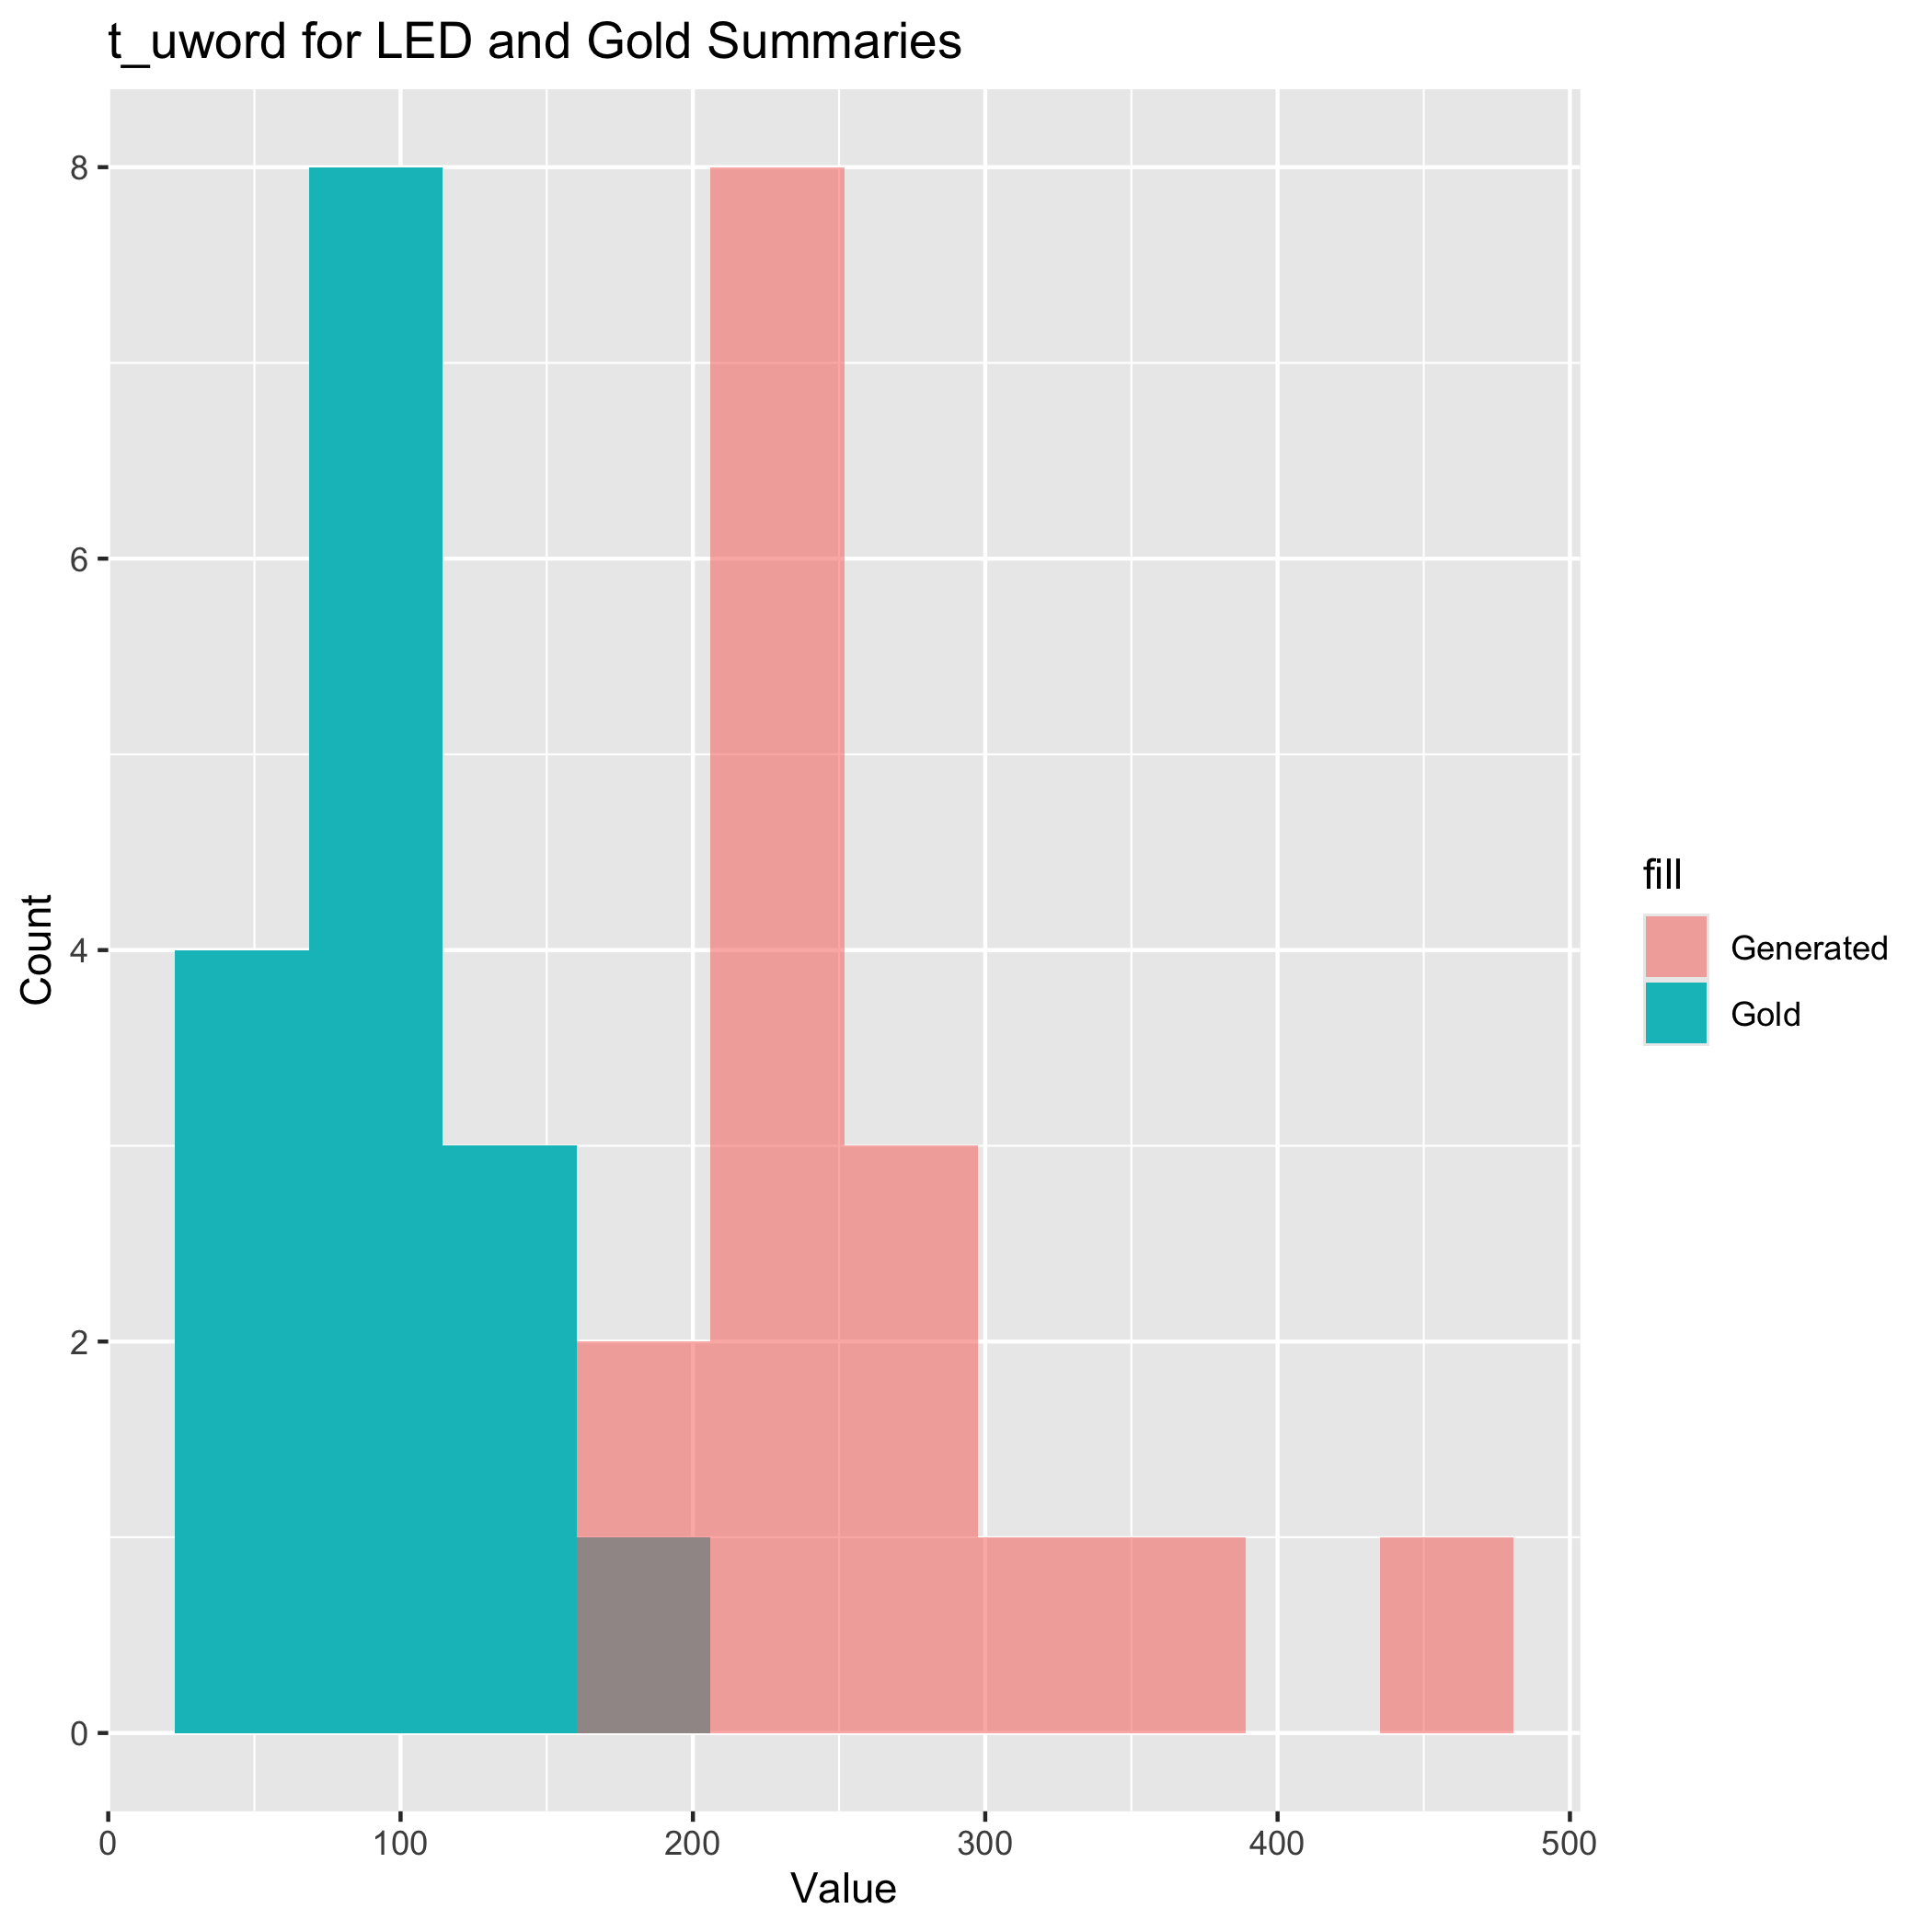 t_uword for LED and Gold Summaries
8
6
4
2
0
Count
0 100 200 300 400 500
Value
fill
Generated
Gold